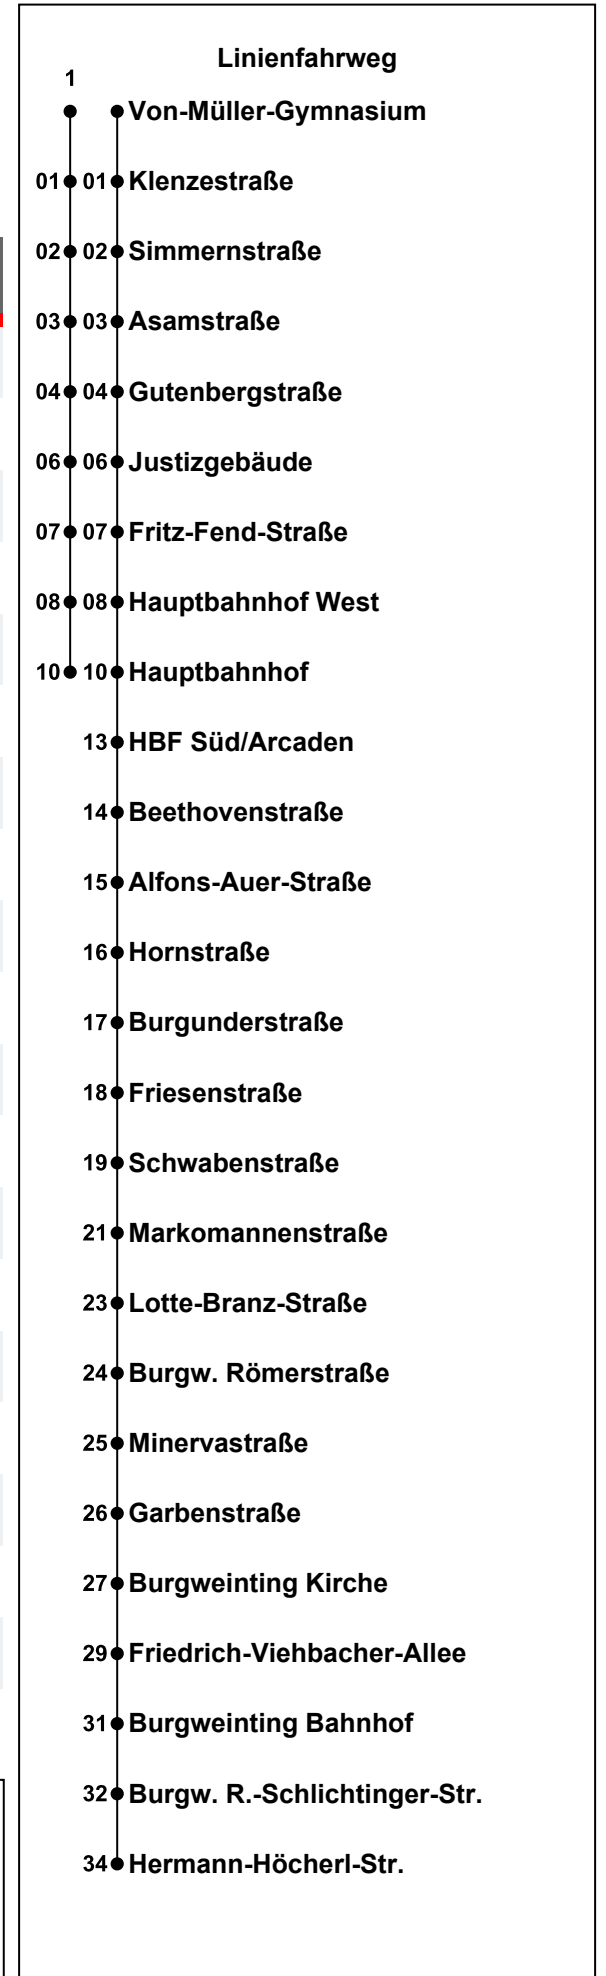 Linienfahrweg
1
Von-Müller-Gymnasium
01 01 Klenzestraße
02 02 Simmernstraße
03 03 Asamstraße
04 04 Gutenbergstraße
06 06 Justizgebäude
07 07 Fritz-Fend-Straße
08 08 Hauptbahnhof West
10 10 Hauptbahnhof
13 HBF Süd/Arcaden
14 Beethovenstraße
15 Alfons-Auer-Straße
16 Hornstraße
17 Burgunderstraße
18 Friesenstraße
19 Schwabenstraße
21 Markomannenstraße
23 Lotte-Branz-Straße
24 Burgw. Römerstraße
25 Minervastraße
26 Garbenstraße
27 Burgweinting Kirche
29 Friedrich-Viehbacher-Allee
31 Burgweinting Bahnhof
32 Burgw. R.-Schlichtinger-Str.
34 Hermann-Höcherl-Str.